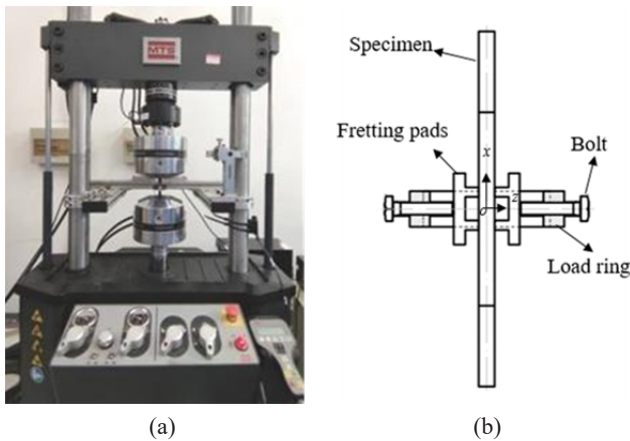 MTS
Specimen
Fretting pads
x
Bolt
z
o
Load ring
(a)
(b)